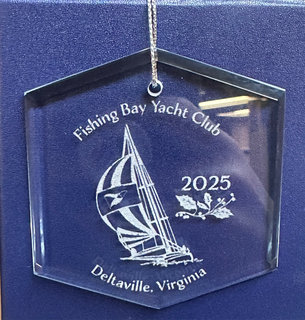 Fishing Bay Yacht Club
2025
Deltaville, Virginia